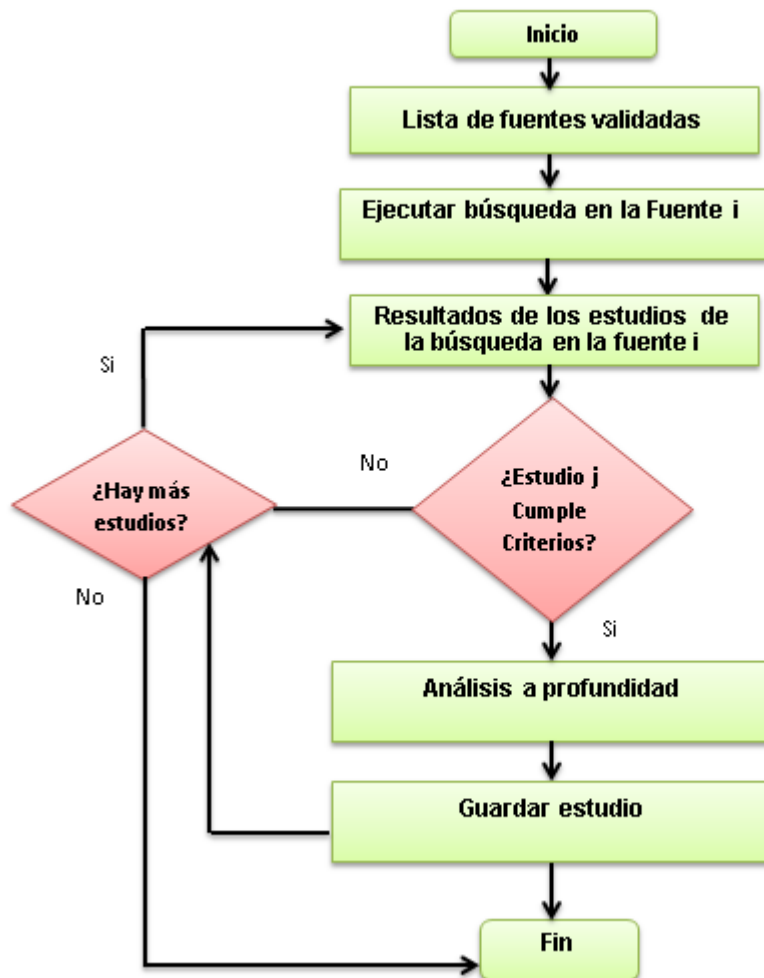 Inicio
Lista de fuentes validadas
Ejecutar búsqueda en la Fuente i
Resultados de los estudios de
la búsqueda en la fuente i
Si
¿Hay más
estudios?
No
¿Estudio j
Cumple
Criterios?
No
Si
Análisis a profundidad
Guardar estudio
Fin